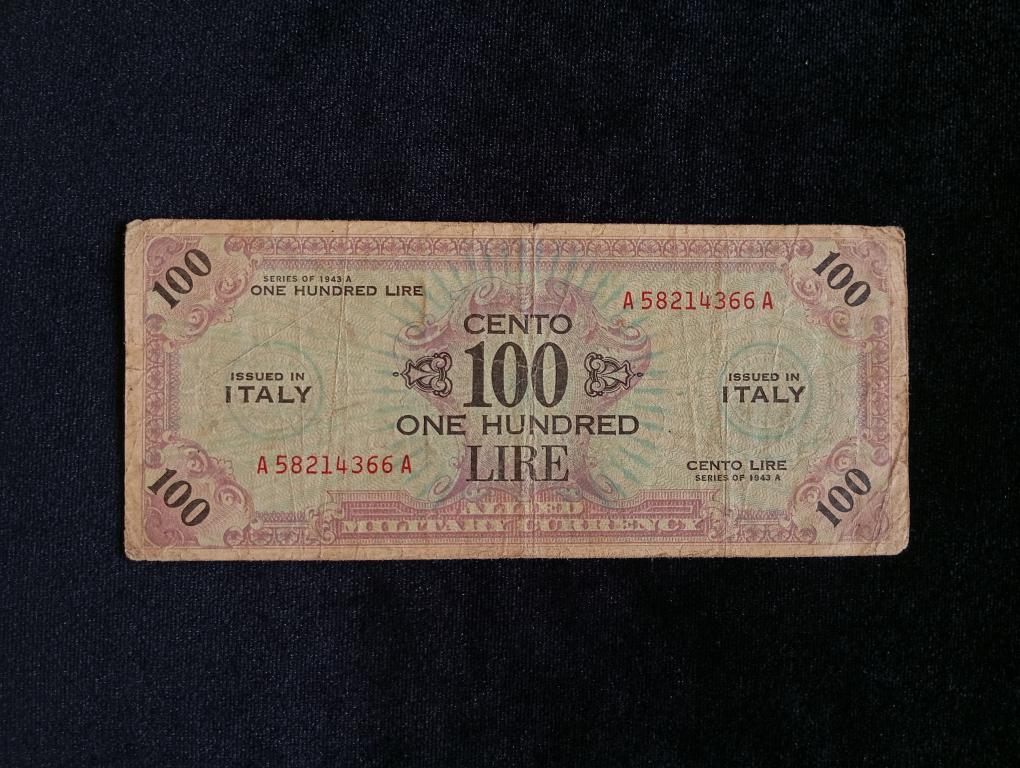 100
100
SERIES OF 1943 A
ONE HUNDRED LIRE
A 58214366 A
CENTO
100
ONE HUNDRED
LIRE
ISSUED IN
ITALY
ISSUED IN
ITALY
A 58214366 A
CENTO LIRE
SERIES OF 1943 A
100
100
ALLIED
MILITARY CURRENCY